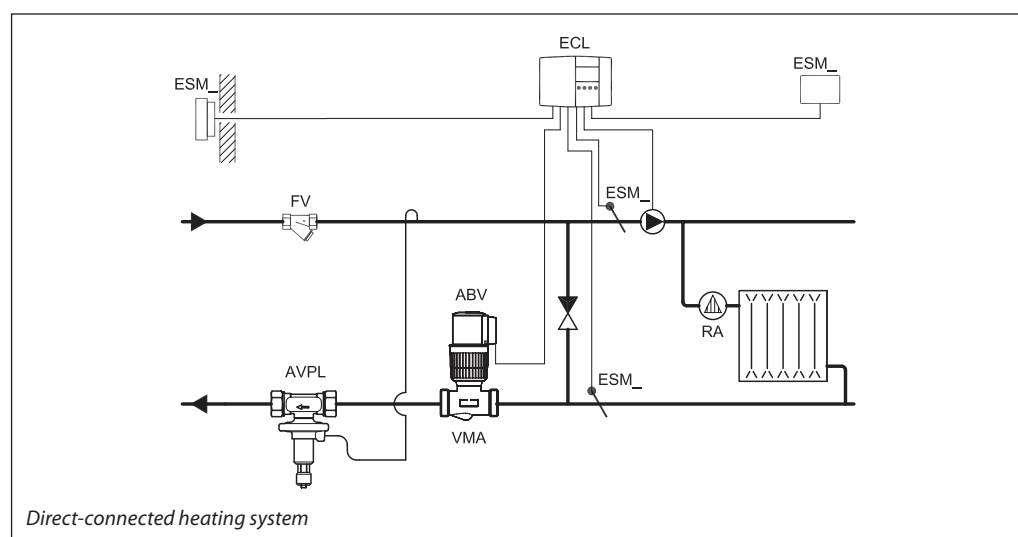 ECL
ESM_
ESM_
ESM_
FV
ABV
RA
AVPL
ESM_
VMA
Direct-connected heating system